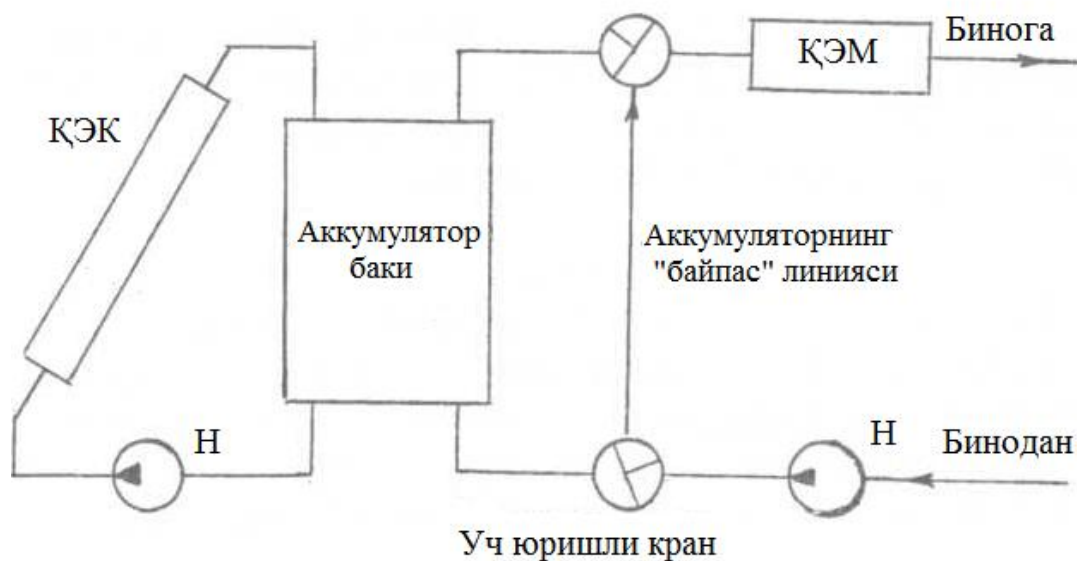 Бинога
ҚЭМ
ҚЭК
Аккумулятор
баки
Аккумуляторнинг
"байпас" линияси
Н
Н
Бинодан
Уч юришли кран